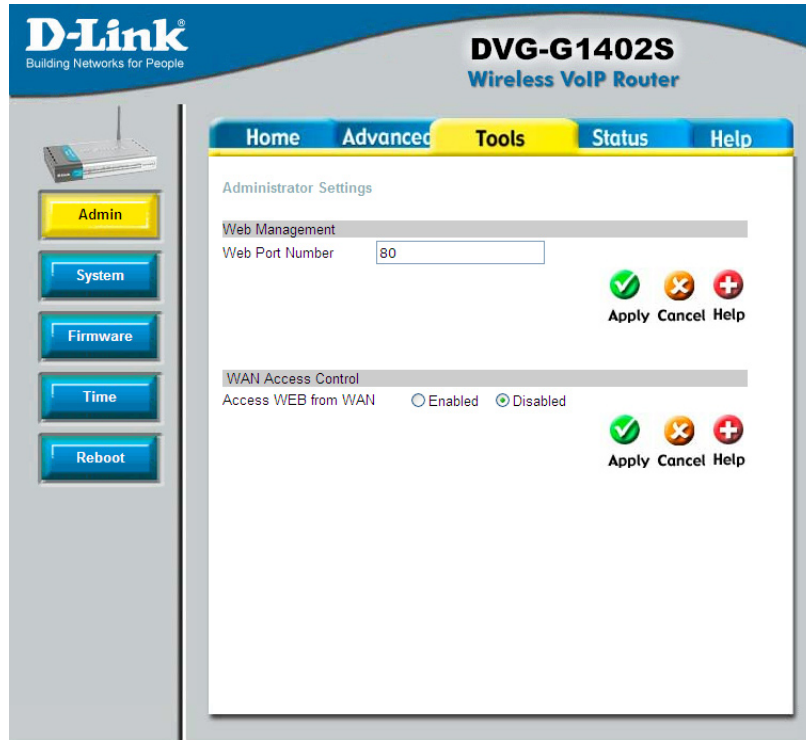 D-Link®
Building Networks for People
DVG-G1402S
Wireless VoIP Router
Home Advanced Tools Status Help
Admin
System
Firmware
Time
Reboot
Administrator Settings
Web Management
Web Port Number 80
Apply Cancel Help
WAN Access Control
Access WEB from WAN Enabled Disabled
Apply Cancel Help